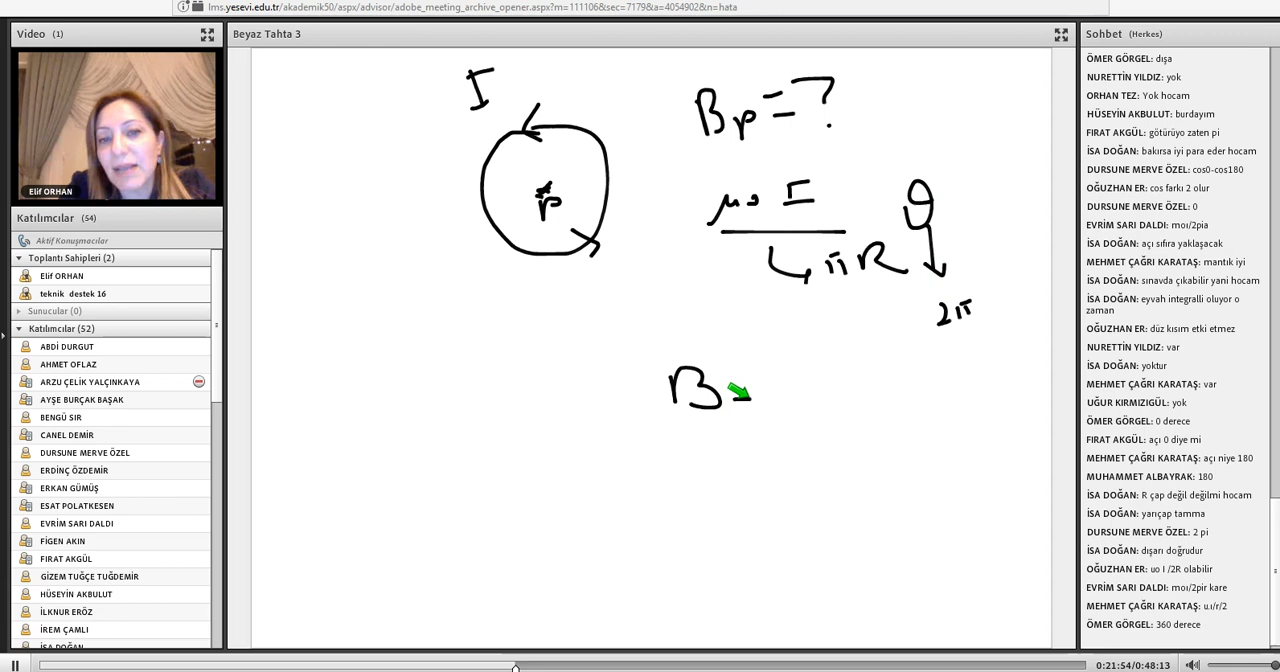 lms.yesevi.edu.tr/akademik50/aspx/advisor/adobe_meeting_archive_opener.aspx?m=111106&sec=7179&a=4054902&n=hata
Video (1)
Elif ORHAN
Katılımcılar (54)
Aktif Konuşmacılar
Toplantı Sahipleri (2)
Elif ORHAN
teknik destek 16
Sunucular (0)
Katılımcılar (52)
ABDİ DURGUT
AHMET OFLAZ
ARZU ÇELİK YALÇINKAYA
AYŞE BURÇAK BAŞAK
BENGÜ SIR
CANEL DEMİR
DURSUNE MERVE ÖZEL
ERDİNÇ ÖZDEMİR
ERKAN GÜMÜŞ
ESAT POLATKESEN
EVRİM SARI DALDI
FİGEN AKIN
FIRAT AKGÜL
GİZEM TUĞÇE TUĞDEMİR
HÜSEYİN AKBULUT
İLKNUR ERÖZ
İREM ÇAMLI
İSA DOĞAN
Beyaz Tahta 3
I
Bp = ?
P
μ0 I
4πR
θ
2π
B
Sohbet (Herkes)
ÖMER GÖRGEL: dışa
NURETTİN YILDIZ: yok
ORHAN TEZ: Yok hocam
HÜSEYİN AKBULUT: burdayım
FIRAT AKGÜL: götürüyo zaten pi
İSA DOĞAN: bakırsa iyi para eder hocam
DURSUNE MERVE ÖZEL: cos0-cos180
OĞUZHAN ER: cos farkı 2 olur
DURSUNE MERVE ÖZEL: 0
EVRİM SARI DALDI: moı/2pia
İSA DOĞAN: açı sıfıra yaklaşacak
MEHMET ÇAĞRI KARATAŞ: mantık iyi
İSA DOĞAN: sınavda çıkabilir yani hocam
İSA DOĞAN: eyvah integralli oluyor o
zaman
OĞUZHAN ER: düz kısım etki etmez
NURETTİN YILDIZ: var
İSA DOĞAN: yoktur
MEHMET ÇAĞRI KARATAŞ: var
UĞUR KIRMIZIGÜL: yok
ÖMER GÖRGEL: 0 derece
FIRAT AKGÜL: açı 0 diye mi
MEHMET ÇAĞRI KARATAŞ: açı niye 180
MUHAMMET ALBAYRAK: 180
İSA DOĞAN: R çap değil değilmi hocam
İSA DOĞAN: yarıçap tamma
DURSUNE MERVE ÖZEL: 2 pi
İSA DOĞAN: dışarı doğrudur
OĞUZHAN ER: uo I /2R olabilir
EVRİM SARI DALDI: moı/2pir kare
MEHMET ÇAĞRI KARATAŞ: u.ı/r/2
ÖMER GÖRGEL: 360 derece
0:21:54/0:48:13